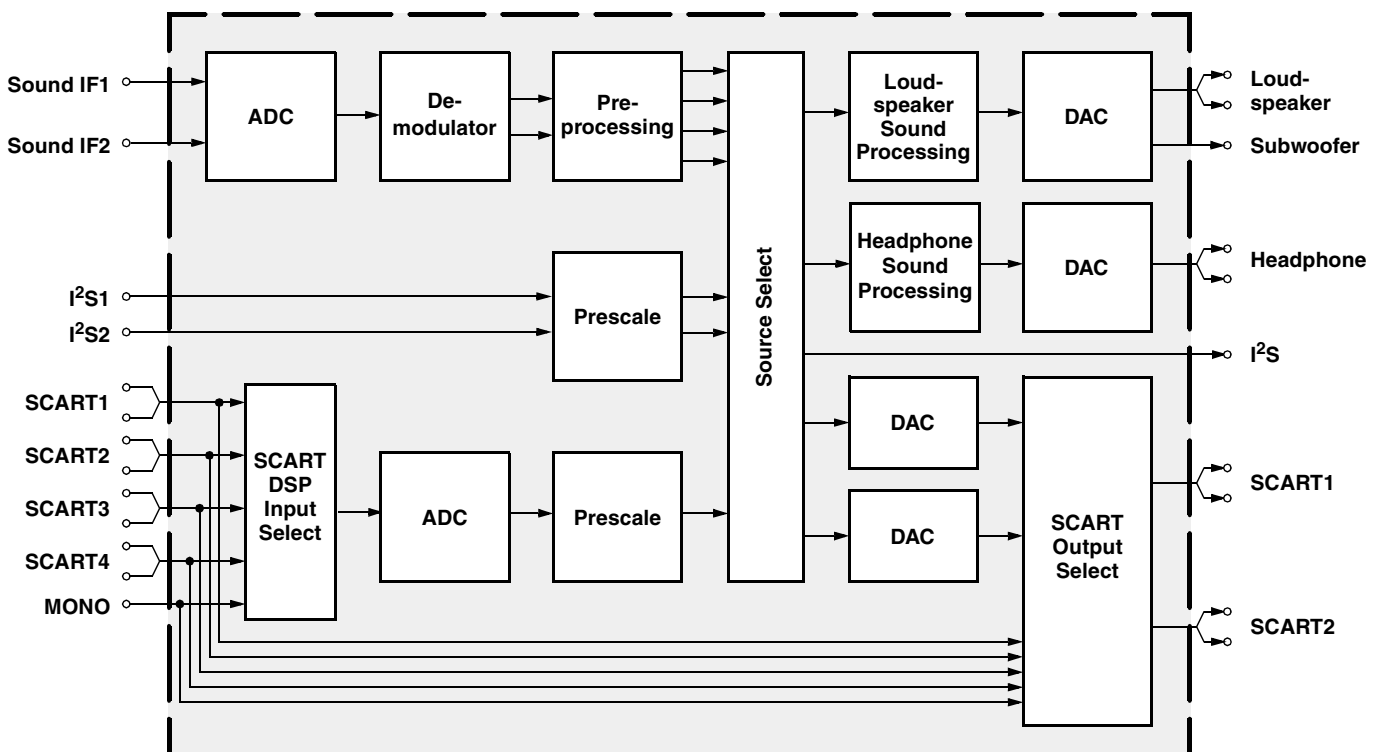 Sound IF1
Sound IF2
ADC
De-
modulator
Pre-
processing
Source Select
Loud-
speaker
Sound
Processing
DAC
Loud-
speaker
Subwoofer
Headphone
Sound
Processing
DAC
Headphone
I²S1
I²S2
Prescale
I²S
SCART1
SCART2
SCART3
SCART4
MONO
SCART
DSP
Input
Select
ADC
Prescale
DAC
DAC
SCART
Output
Select
SCART1
SCART2